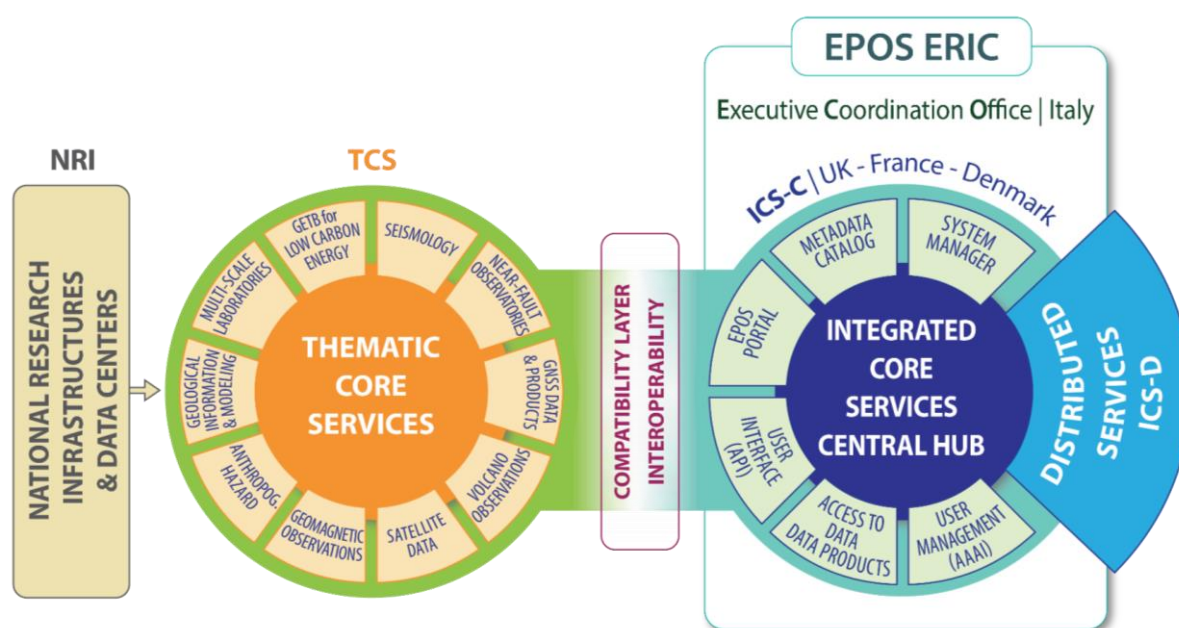 EPOS ERIC
Executive Coordination Office | Italy
NRI
NATIONAL RESEARCH
INFRASTRUCTURES
& DATA CENTERS
TCS
THEMATIC
CORE
SERVICES
GETB for
LOW CARBON
ENERGY
SEISMOLOGY
NEAR-FAULT
OBSERVATORIES
GNSS DATA
& PRODUCTS
VOLCANO
OBSERVATIONS
SATELLITE
DATA
GEOMAGNETIC
OBSERVATIONS
ANTHROPOG.
HAZARD
GEOLOGICAL
INFORMATION
& MODELING
MULTI-SCALE
LABORATORIES
COMPATIBILITY LAYER
INTEROPERABILITY
ICS-C | UK - France - Denmark
INTEGRATED
CORE
SERVICES
CENTRAL HUB
METADATA
CATALOG
SYSTEM
MANAGER
EPOS
PORTAL
USER
INTERFACE
(API)
ACCESS TO
DATA
DATA PRODUCTS
USER
MANAGEMENT
(AAAI)
DISTRIBUTED
SERVICES
ICS-D